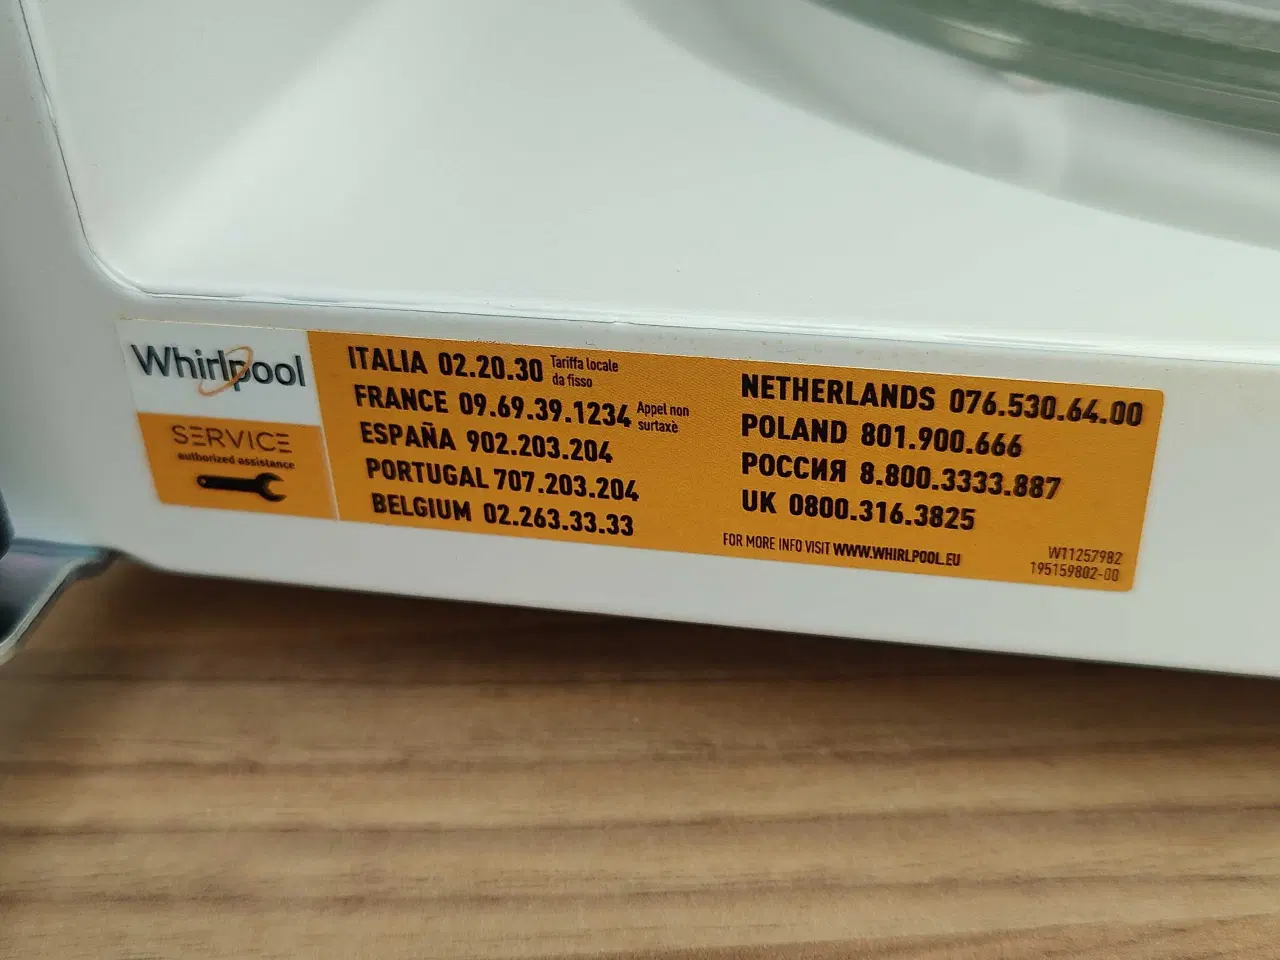 Whirlpool
SERVICE
authorized assistance
ITALIA 02.20.30 Tariffa locale
da fisso
FRANCE 09.69.39.1234 Appel non
surtaxè
ESPAÑA 902.203.204
PORTUGAL 707.203.204
BELGIUM 02.263.33.33
NETHERLANDS 076.530.64.00
POLAND 801.900.666
РОССИЯ 8.800.3333.887
UK 0800.316.3825
FOR MORE INFO VISIT WWW.WHIRLPOOL.EU
W11257982
195159802-00